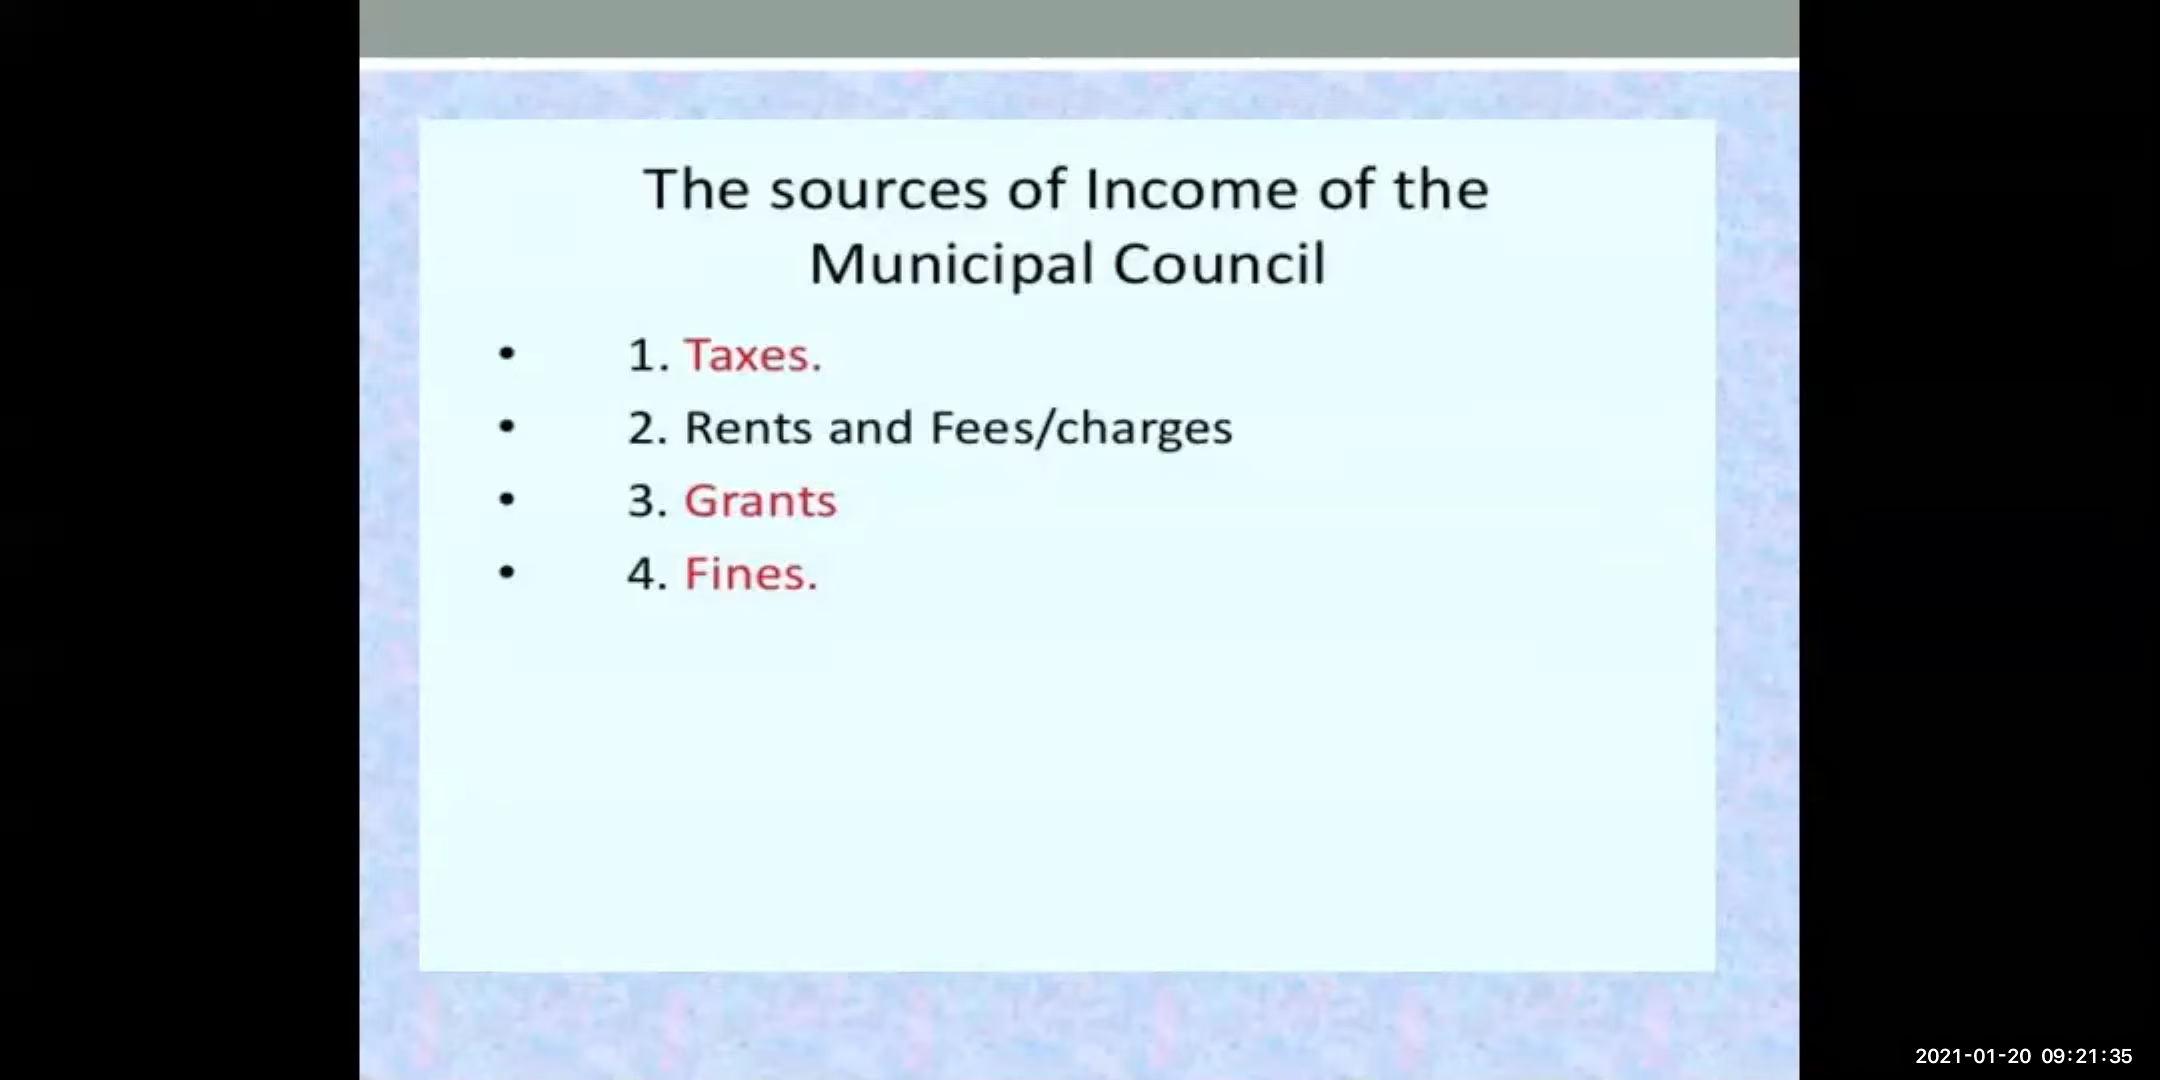 The sources of Income of the
Municipal Council
• 1. Taxes.
• 2. Rents and Fees/charges
• 3. Grants
• 4. Fines.
2021-01-20 09:21:35